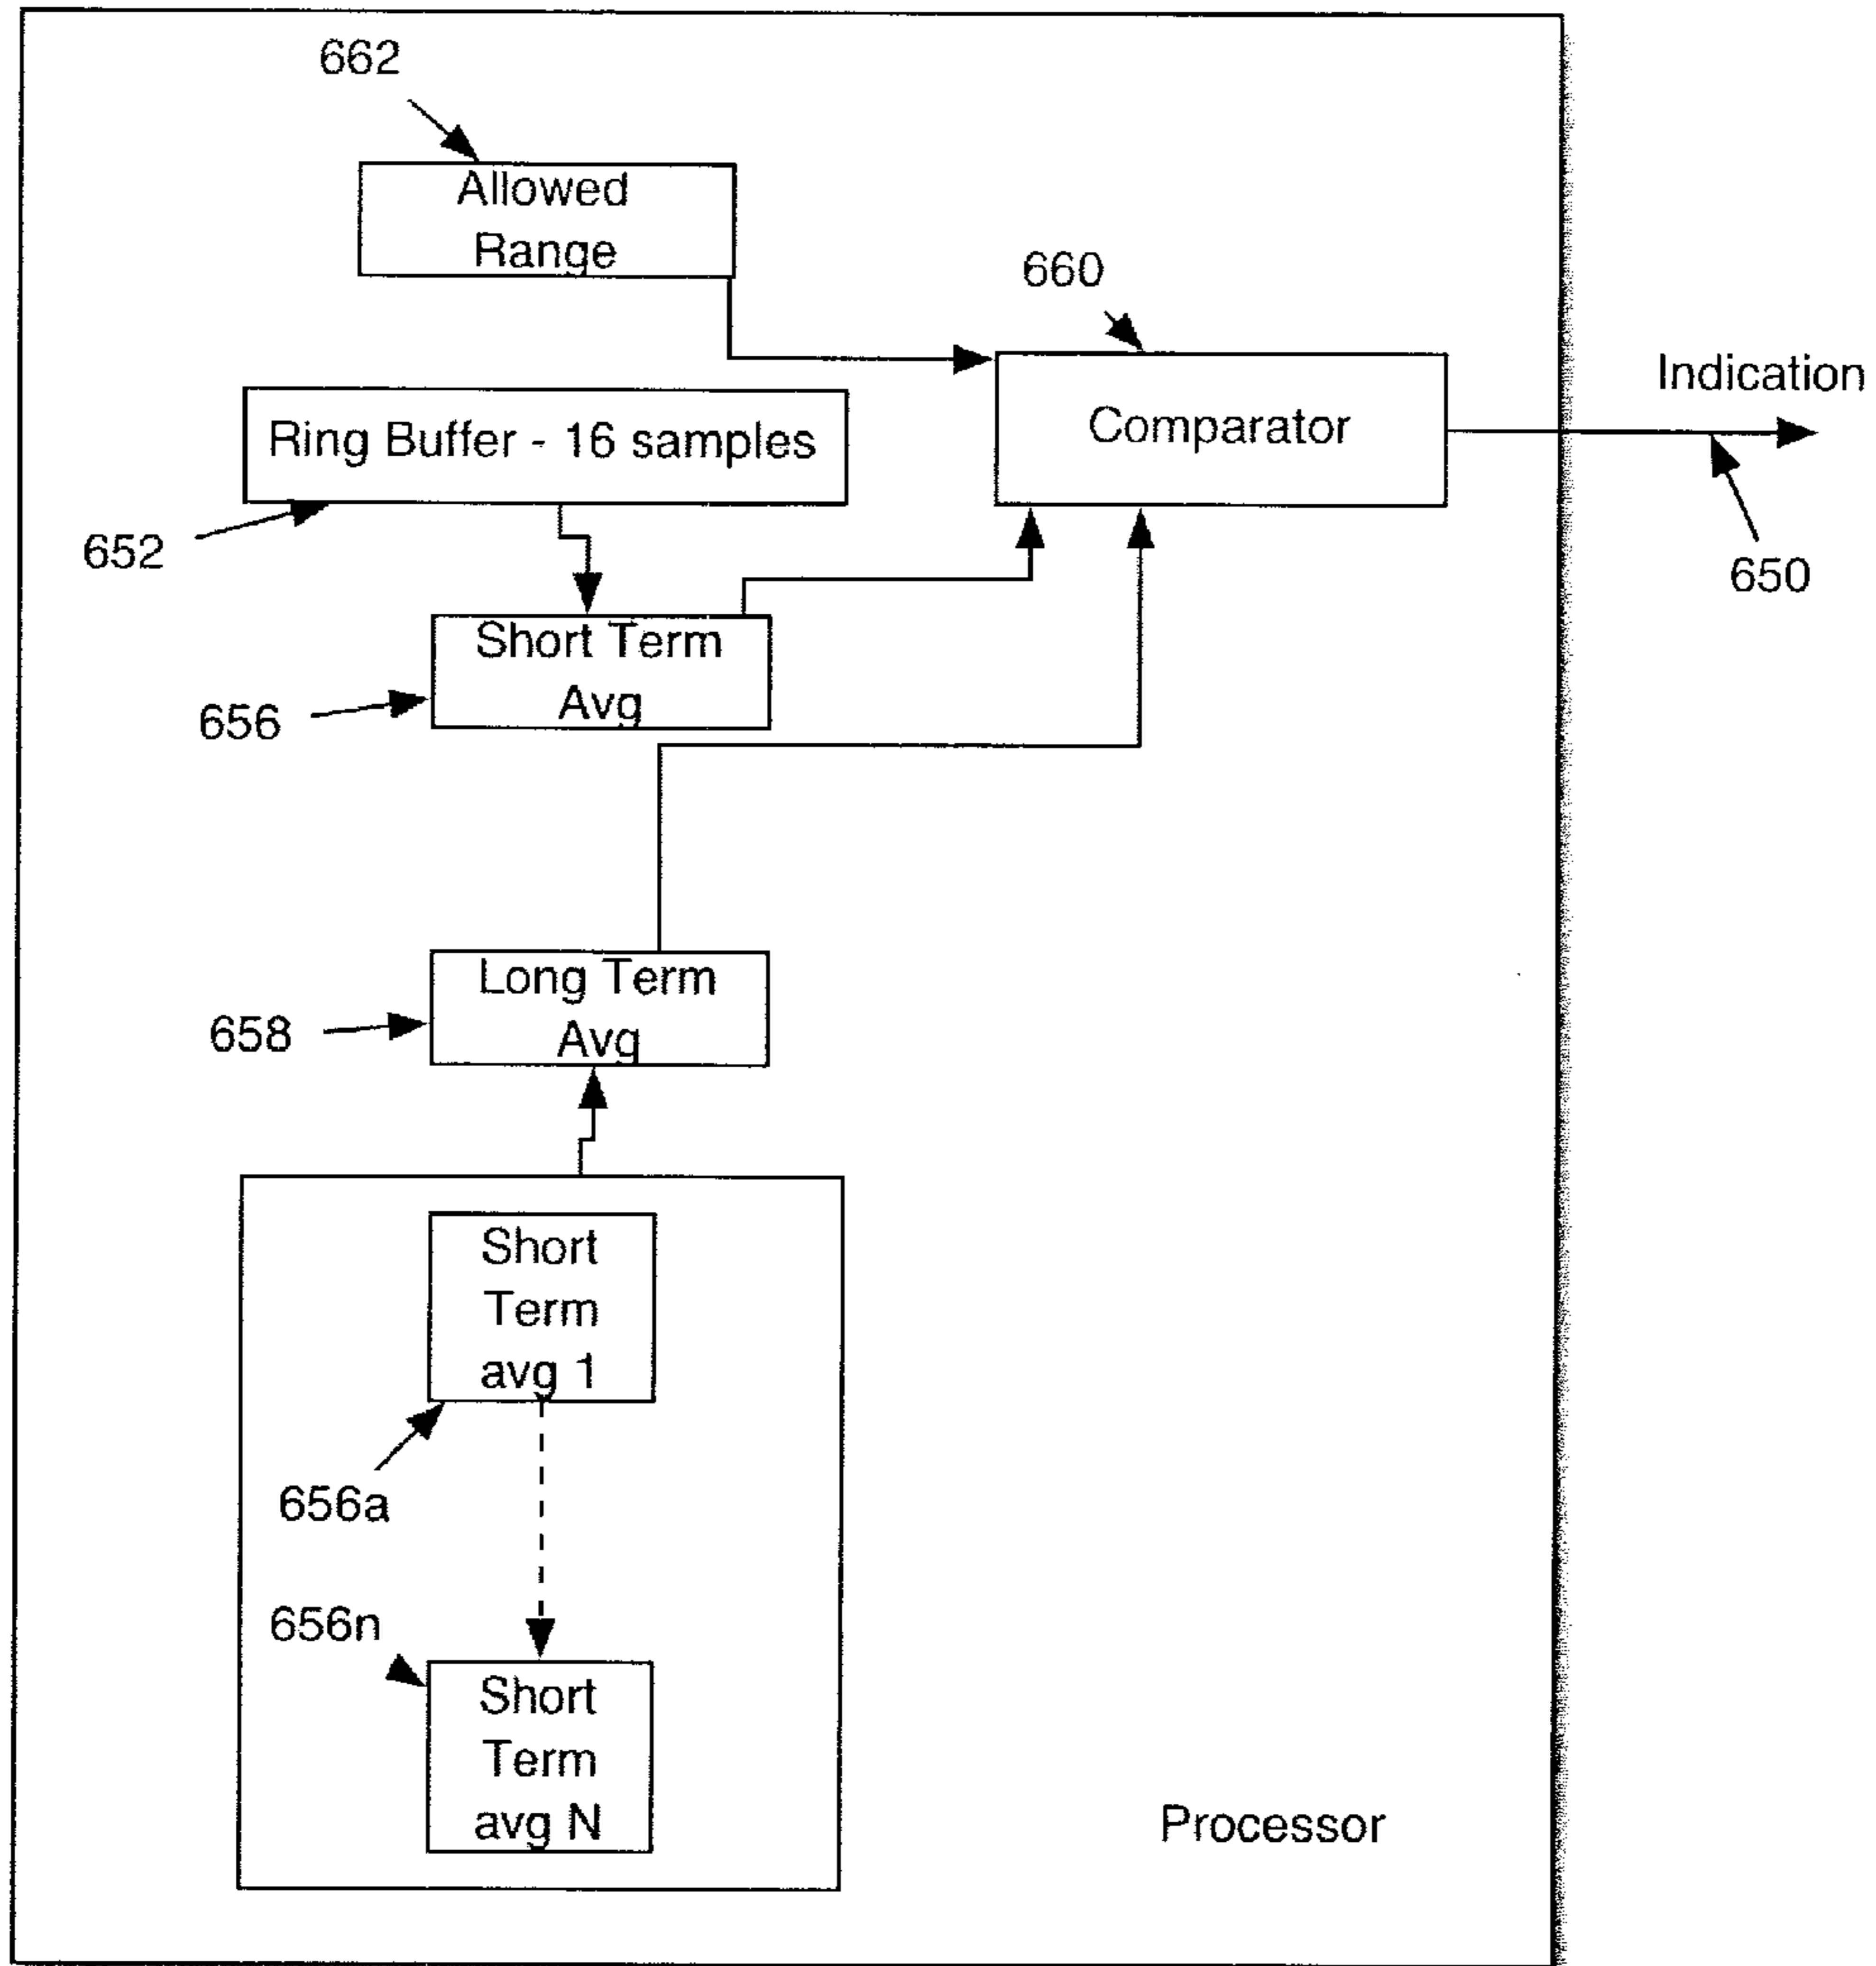 662
Allowed
Range
660
Indication
Comparator
Ring Buffer - 16 samples
652
650
Short Term
Avg
656
Long Term
Avg
658
Short
Term
avg 1
656a
656n
Short
Term
avg N
Processor